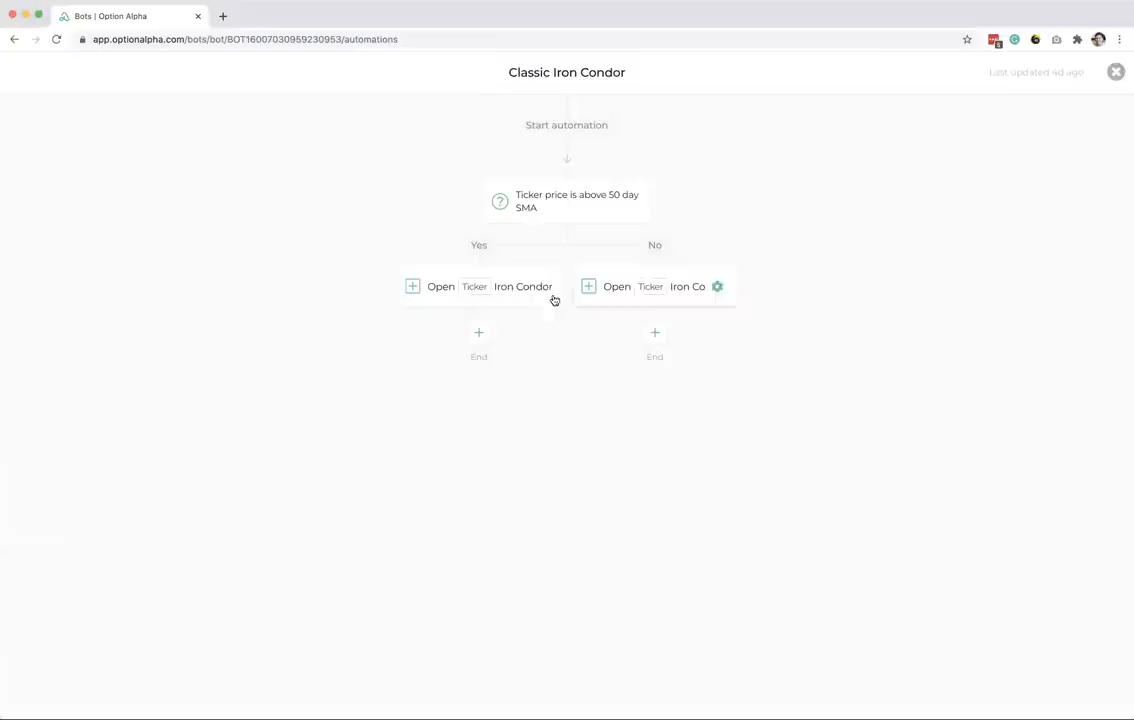 Bots | Option Alpha
app.optionalpha.com/bots/bot/BOT16007030959230953/automations
5
Classic Iron Condor
Last updated 4d ago
Start automation
Ticker price is above 50 day
SMA
Yes
No
Open Ticker Iron Condor
Open Ticker Iron Co
End
End